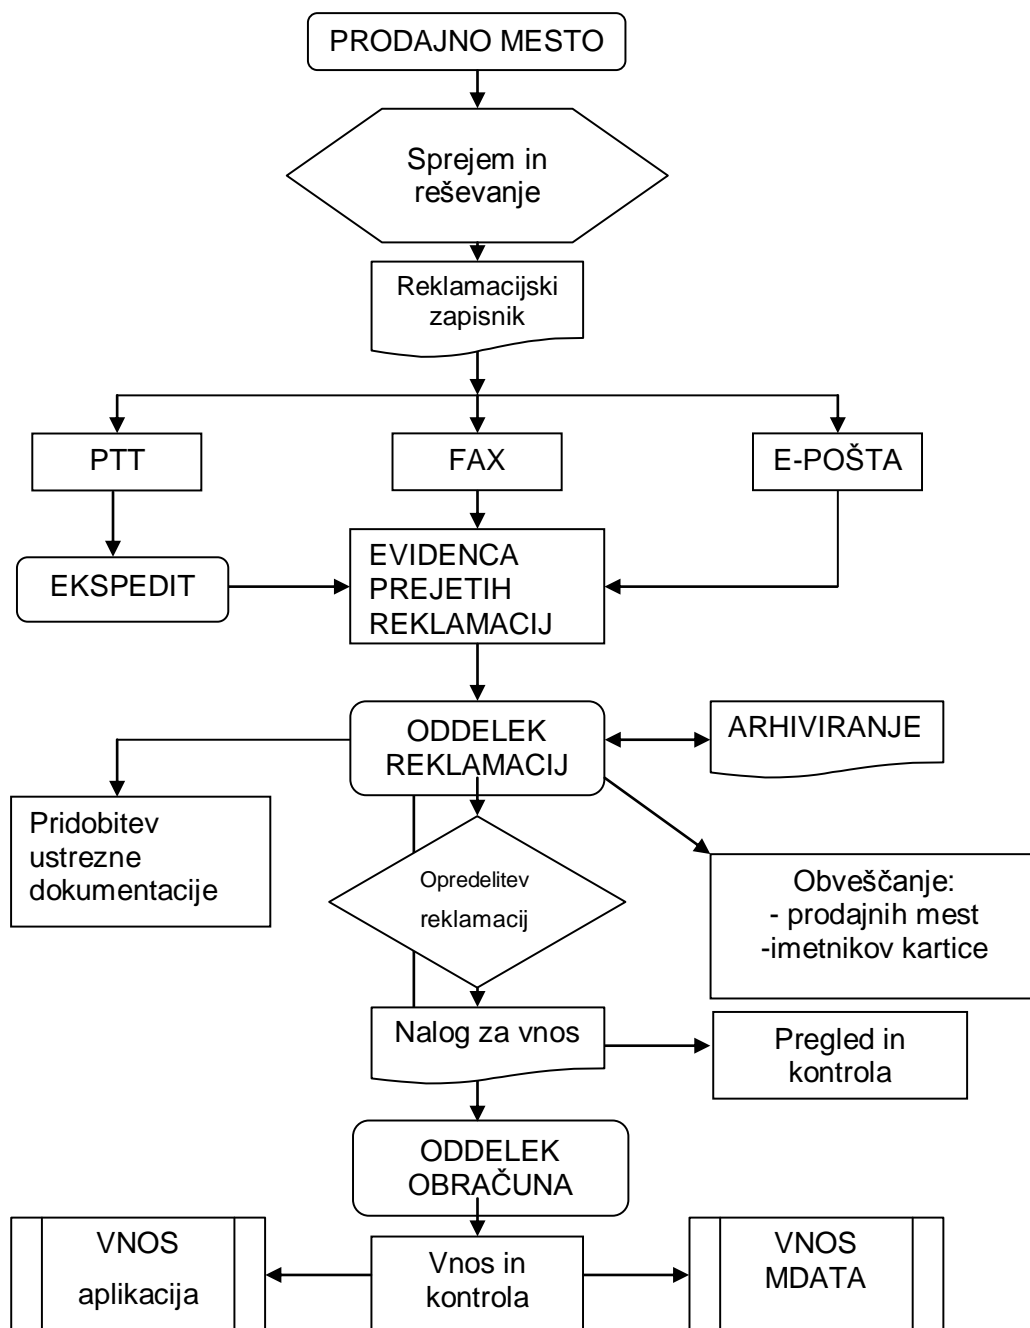 PRODAJNO MESTO
Sprejem in
reševanje
Reklamacijski
zapisnik
PTT
FAX
E-POŠTA
EKSPEDIT
EVIDENCA
PREJETIH
REKLAMACIJ
ODDELEK
REKLAMACIJ
ARHIVIRANJE
Pridobitev
ustrezne
dokumentacije
Opredelitev
reklamacij
Obveščanje:
- prodajnih mest
-imetnikov kartice
Nalog za vnos
Pregled in
kontrola
ODDELEK
OBRAČUNA
VNOS
aplikacija
Vnos in
kontrola
VNOS
MDATA